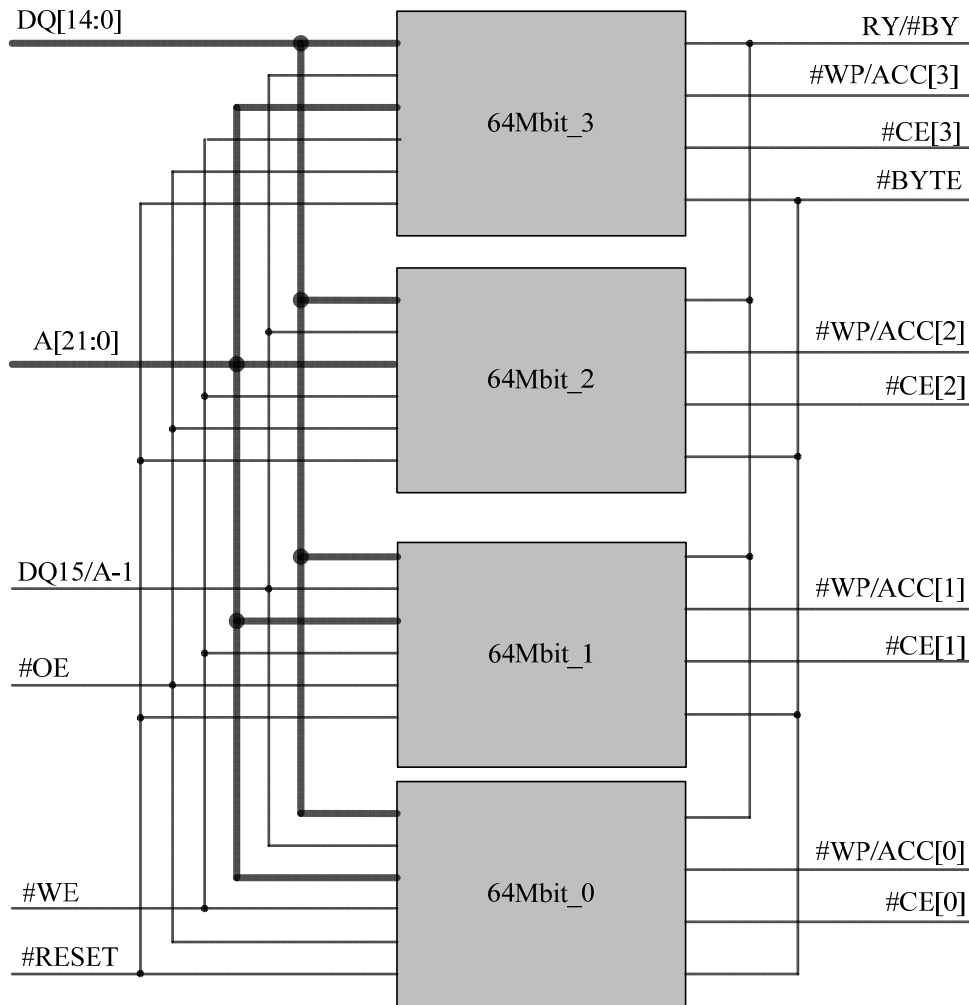 DQ[14:0]
RY/#BY
#WP/ACC[3]
64Mbit_3
#CE[3]
#BYTE
A[21:0]
#WP/ACC[2]
64Mbit_2
#CE[2]
DQ15/A-1
#WP/ACC[1]
64Mbit_1
#CE[1]
#OE
#WP/ACC[0]
#WE
64Mbit_0
#CE[0]
#RESET